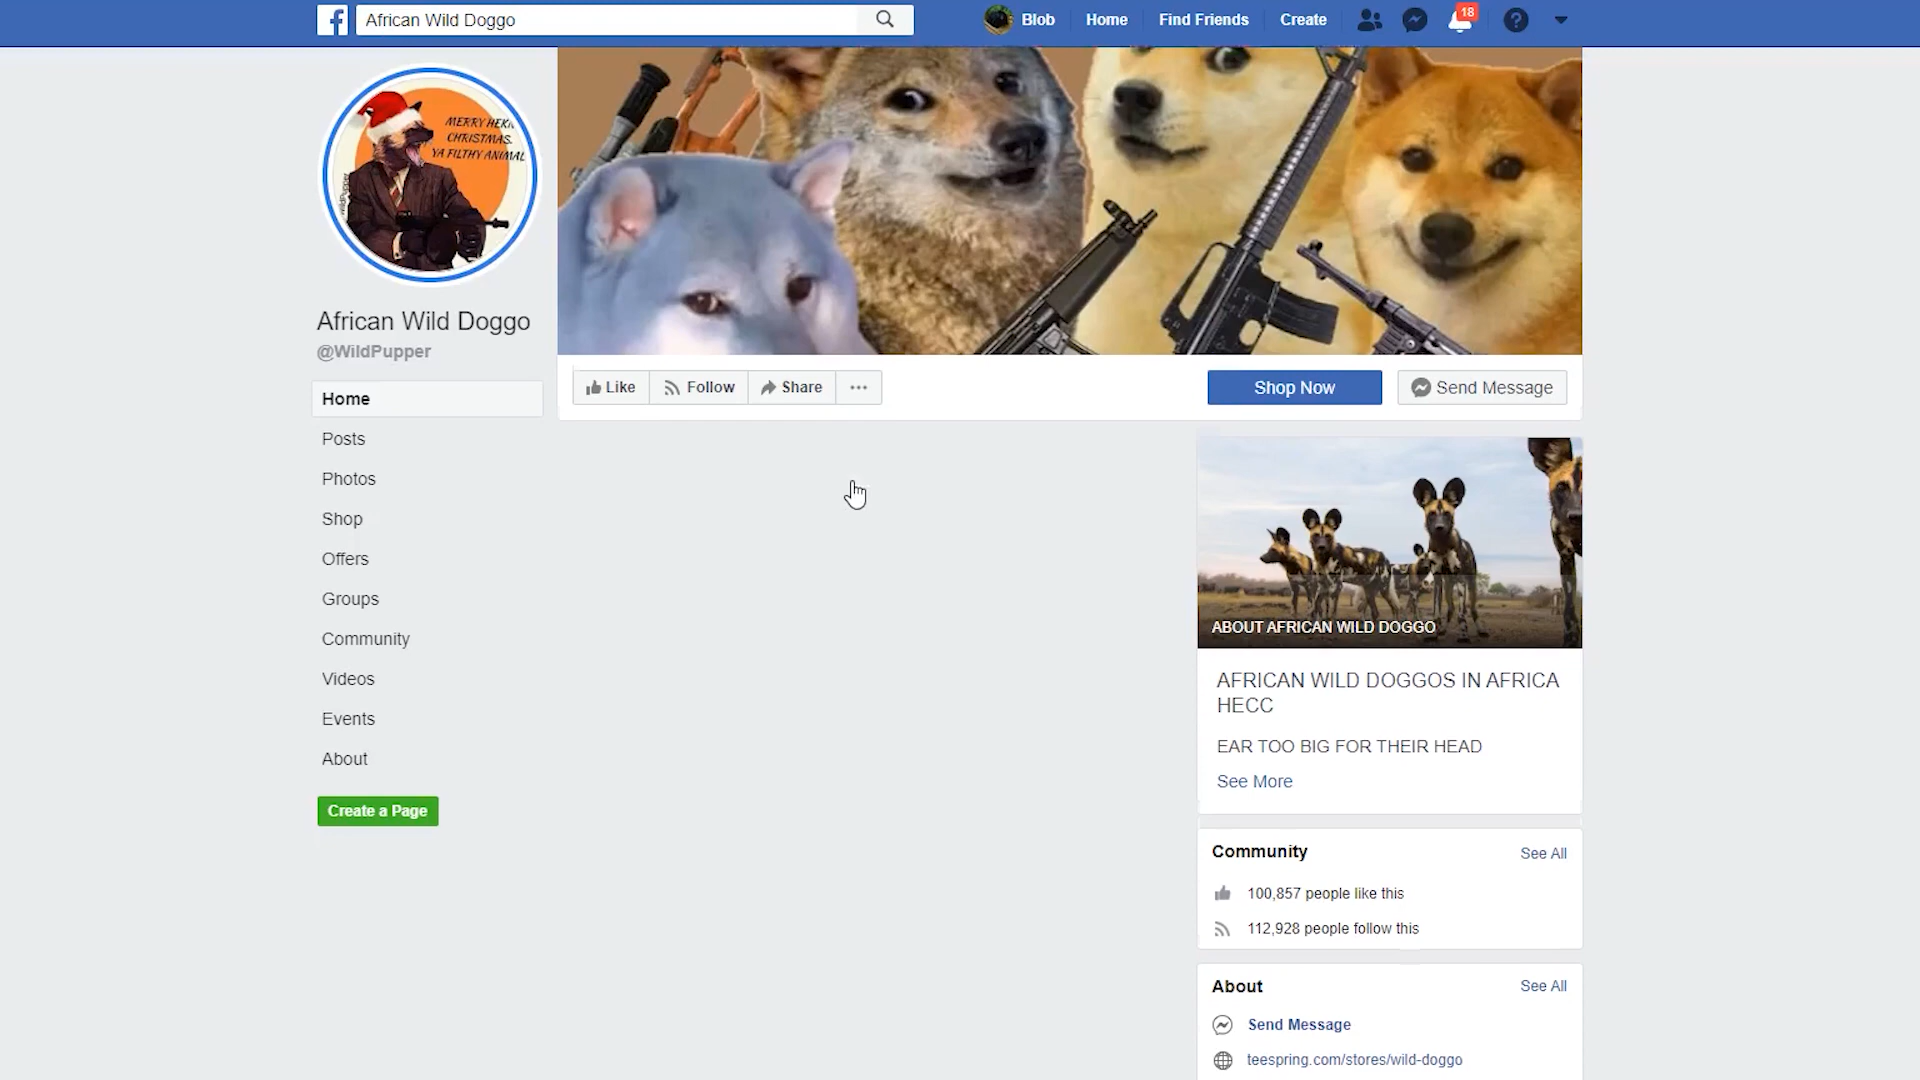 African Wild Doggo
Blob
Home
Find Friends
Create
18
MERRY HEKIN
CHRISTMAS.
YA FILTHY ANIMAL
WildPupper
African Wild Doggo
@WildPupper
Home
Posts
Photos
Shop
Offers
Groups
Community
Videos
Events
About
Create a Page
Like
Follow
Share
Shop Now
Send Message
ABOUT AFRICAN WILD DOGGO
AFRICAN WILD DOGGOS IN AFRICA
HECC
EAR TOO BIG FOR THEIR HEAD
See More
Community
See All
100,857 people like this
112,928 people follow this
About
See All
Send Message
teespring.com/stores/wild-doggo